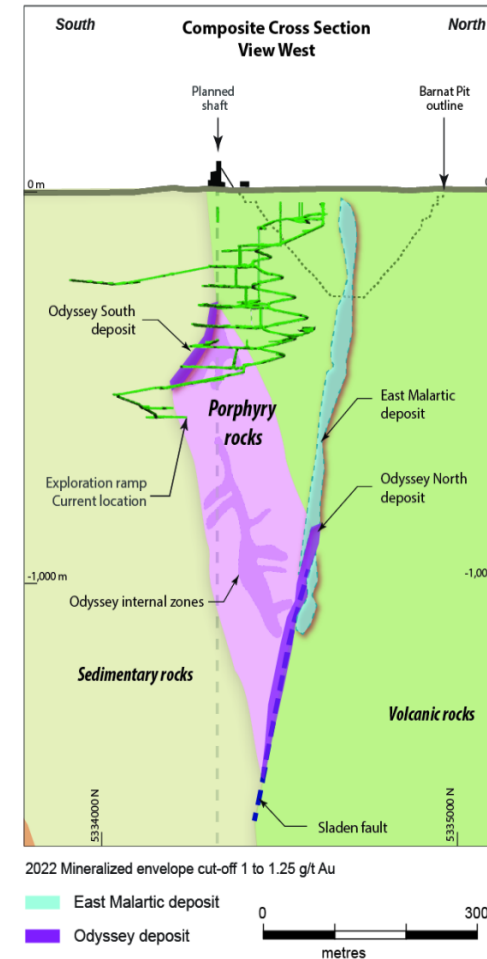 South
Composite Cross Section
View West
North
Planned
shaft
Barnat Pit
outline
0 m
0
Odyssey South
deposit
Porphyry
rocks
East Malartic
deposit
Exploration ramp
Current location
Odyssey North
deposit
-1,000 m
-1,00
Odyssey internal zones
Sedimentary rocks
Volcanic rocks
5334000 N
5335000 N
Sladen fault
2022 Mineralized envelope cut-off 1 to 1.25 g/t Au
East Malartic deposit
Odyssey deposit
0
300
metres